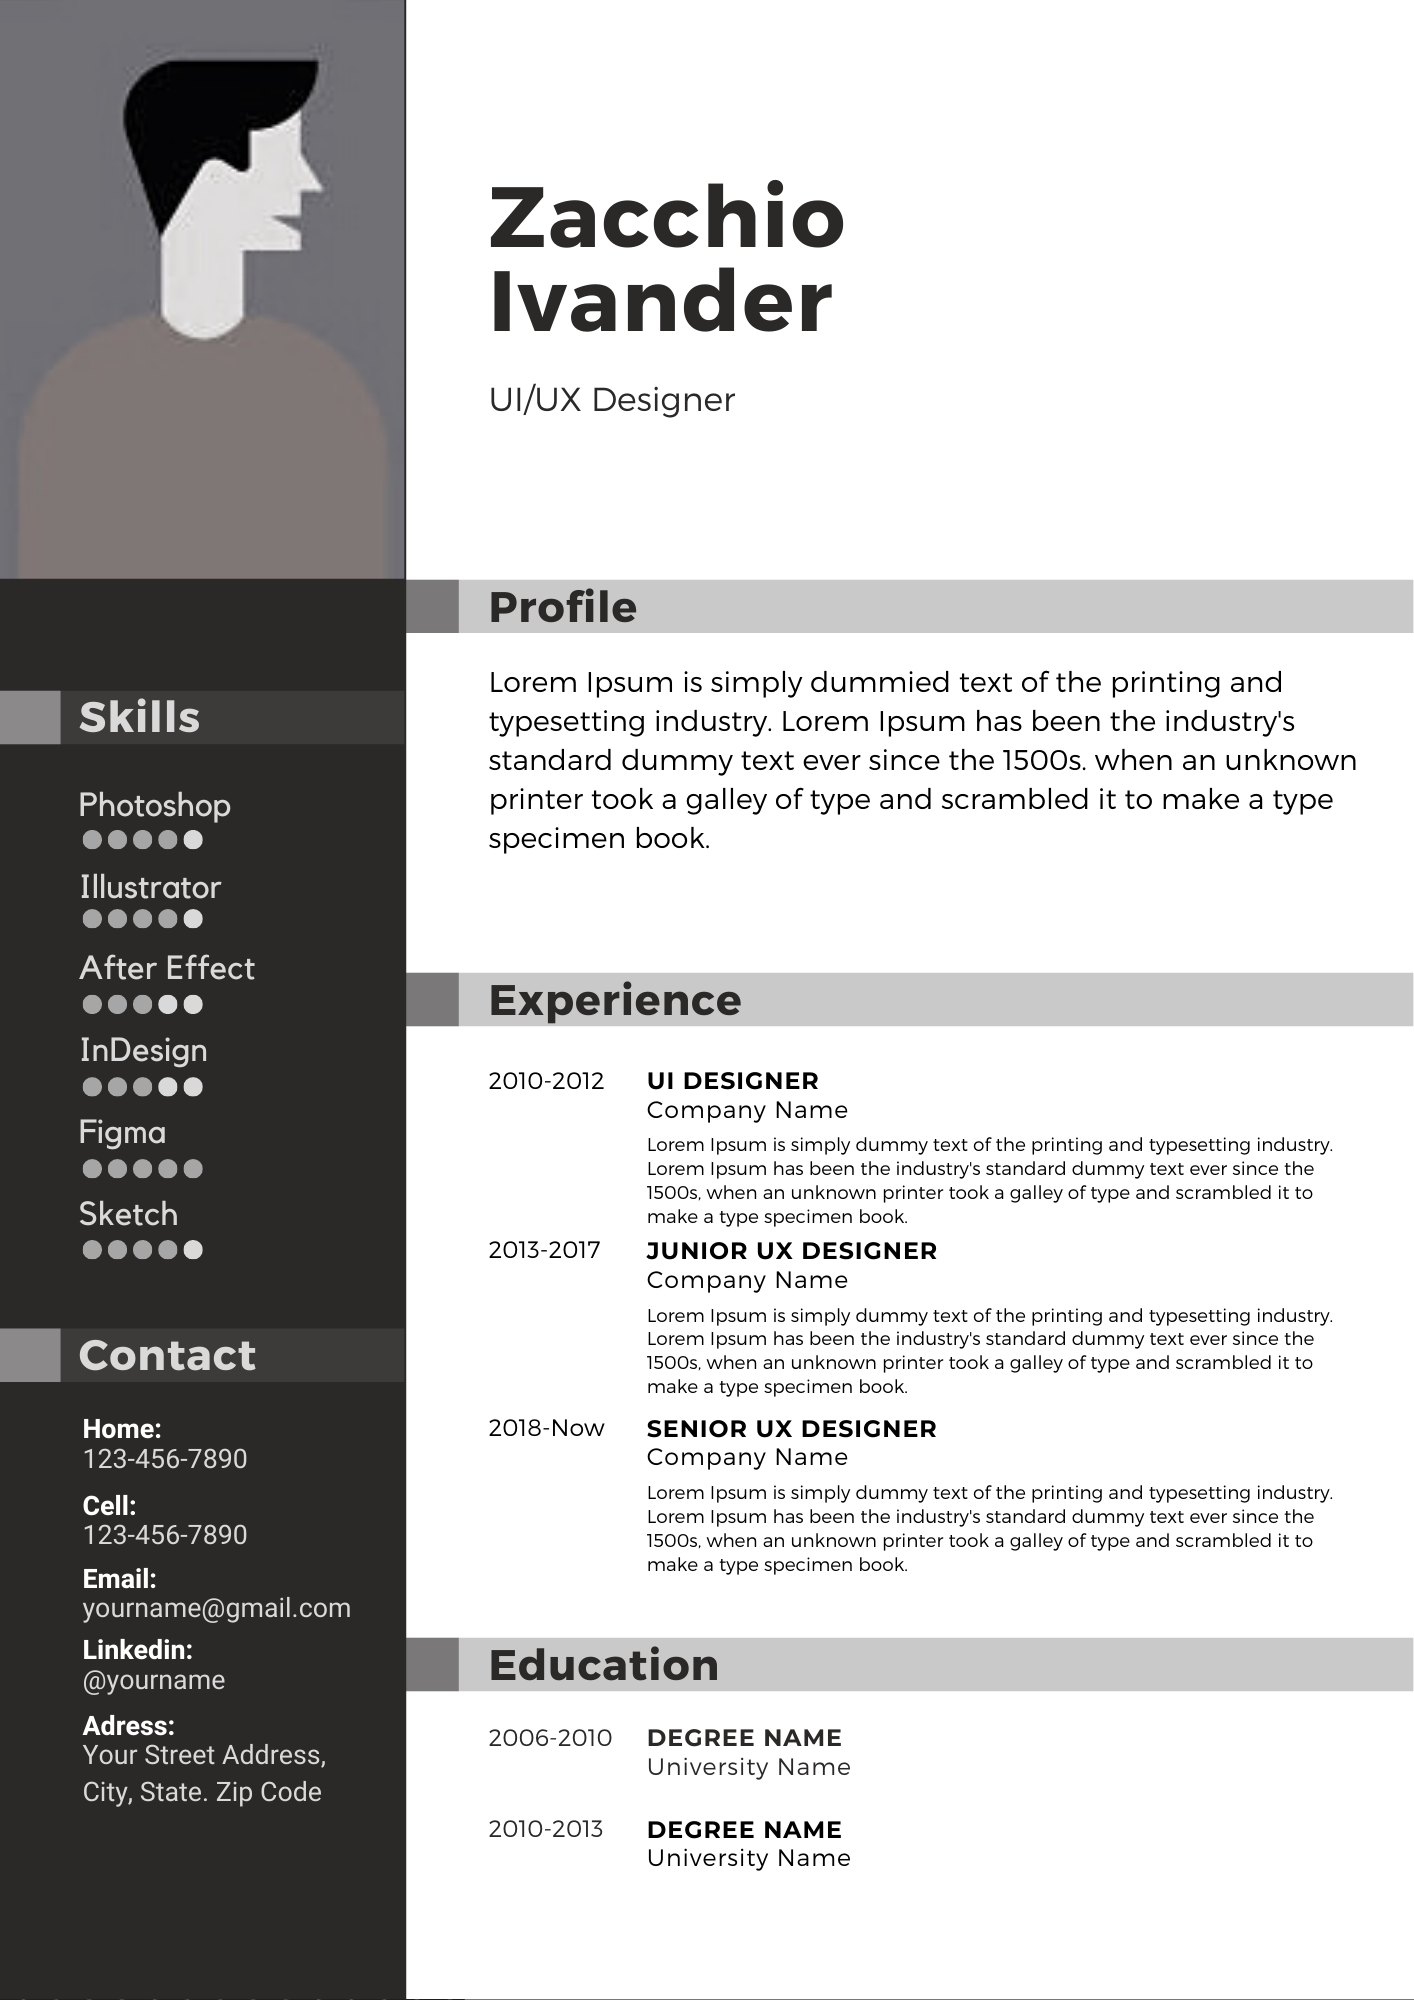 Zacchio
Ivander
UI/UX Designer
Skills
Photoshop
Illustrator
After Effect
InDesign
Figma
Sketch
Contact
Home:
123-456-7890
Cell:
123-456-7890
Email:
yourname@gmail.com
Linkedin:
@yourname
Adress:
Your Street Address,
City, State. Zip Code
Profile
Lorem Ipsum is simply dummied text of the printing and
typesetting industry. Lorem Ipsum has been the industry's
standard dummy text ever since the 1500s. when an unknown
printer took a galley of type and scrambled it to make a type
specimen book.
Experience
2010-2012 UI DESIGNER
Company Name
Lorem Ipsum is simply dummy text of the printing and typesetting industry.
Lorem Ipsum has been the industry's standard dummy text ever since the
1500s, when an unknown printer took a galley of type and scrambled it to
make a type specimen book.
2013-2017 JUNIOR UX DESIGNER
Company Name
Lorem Ipsum is simply dummy text of the printing and typesetting industry.
Lorem Ipsum has been the industry's standard dummy text ever since the
1500s, when an unknown printer took a galley of type and scrambled it to
make a type specimen book.
2018-Now SENIOR UX DESIGNER
Company Name
Lorem Ipsum is simply dummy text of the printing and typesetting industry.
Lorem Ipsum has been the industry's standard dummy text ever since the
1500s, when an unknown printer took a galley of type and scrambled it to
make a type specimen book.
Education
2006-2010 DEGREE NAME
University Name
2010-2013 DEGREE NAME
University Name